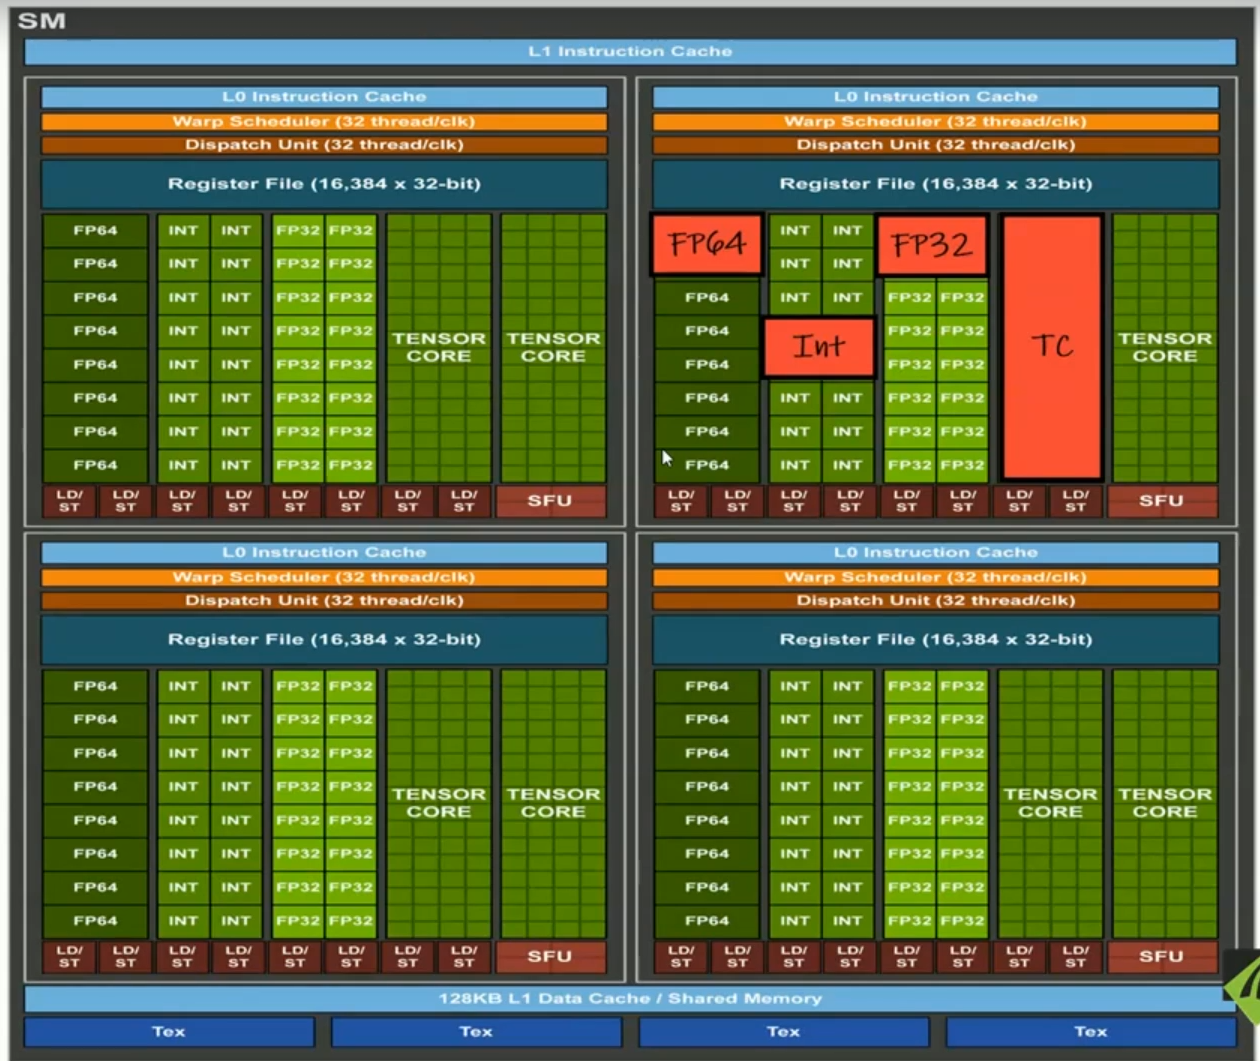 SM
L1 Instruction Cache
L0 Instruction Cache
Warp Scheduler (32 thread/clk)
Dispatch Unit (32 thread/clk)
Register File (16,384 x 32-bit)
FP64 INT INT FP32 FP32
FP64 INT INT FP32 FP32
FP64 INT INT FP32 FP32
FP64 INT INT FP32 FP32 TENSOR CORE TENSOR CORE
FP64 INT INT FP32 FP32
FP64 INT INT FP32 FP32
FP64 INT INT FP32 FP32
FP64 INT INT FP32 FP32
LD/ST LD/ST LD/ST LD/ST LD/ST LD/ST LD/ST LD/ST SFU
L0 Instruction Cache
Warp Scheduler (32 thread/clk)
Dispatch Unit (32 thread/clk)
Register File (16,384 x 32-bit)
FP64 INT INT FP32
INT INT
FP64 INT INT FP32 FP32
FP64 Int FP32 FP32 TC TENSOR CORE
FP64 FP32 FP32
FP64 INT INT FP32 FP32
FP64 INT INT FP32 FP32
FP64 INT INT FP32 FP32
LD/ST LD/ST LD/ST LD/ST LD/ST LD/ST LD/ST LD/ST SFU
L0 Instruction Cache
Warp Scheduler (32 thread/clk)
Dispatch Unit (32 thread/clk)
Register File (16,384 x 32-bit)
FP64 INT INT FP32 FP32
FP64 INT INT FP32 FP32
FP64 INT INT FP32 FP32
FP64 INT INT FP32 FP32 TENSOR CORE TENSOR CORE
FP64 INT INT FP32 FP32
FP64 INT INT FP32 FP32
FP64 INT INT FP32 FP32
FP64 INT INT FP32 FP32
LD/ST LD/ST LD/ST LD/ST LD/ST LD/ST LD/ST LD/ST SFU
L0 Instruction Cache
Warp Scheduler (32 thread/clk)
Dispatch Unit (32 thread/clk)
Register File (16,384 x 32-bit)
FP64 INT INT FP32 FP32
FP64 INT INT FP32 FP32
FP64 INT INT FP32 FP32
FP64 INT INT FP32 FP32 TENSOR CORE TENSOR CORE
FP64 INT INT FP32 FP32
FP64 INT INT FP32 FP32
FP64 INT INT FP32 FP32
FP64 INT INT FP32 FP32
LD/ST LD/ST LD/ST LD/ST LD/ST LD/ST LD/ST LD/ST SFU
128KB L1 Data Cache / Shared Memory
Tex Tex Tex Tex